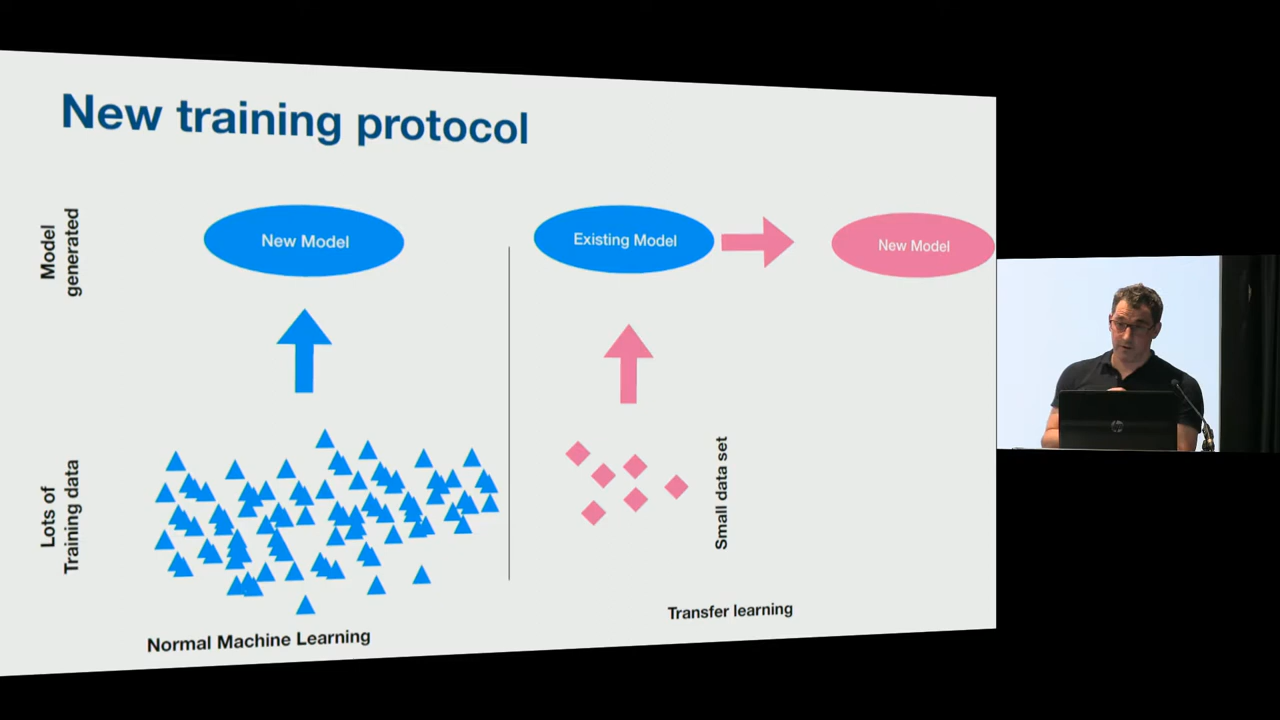 New training protocol
Model
generated
New Model
Existing Model
New Model
Lots of
Training data
Small data set
Normal Machine Learning
Transfer learning